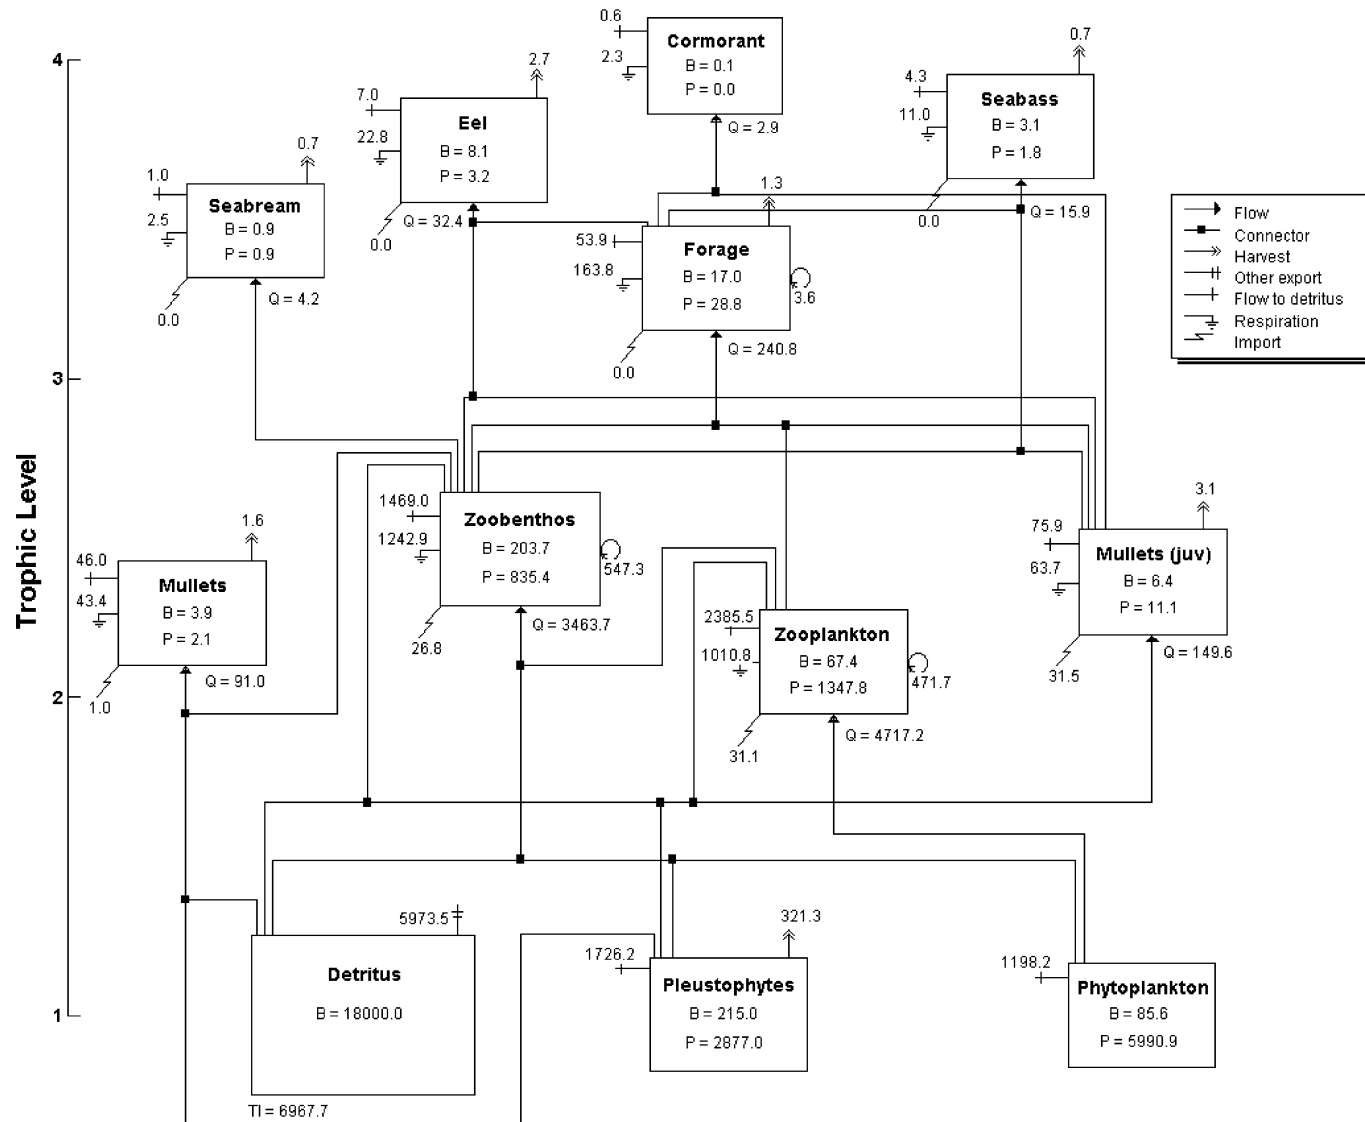 0.6
Cormorant
2.3
B = 0.1
P = 0.0
Q = 2.9
4
2.7
7.0
Eel
22.8
B = 8.1
P = 3.2
0.0
Q = 32.4
0.7
4.3
Seabass
11.0
B = 3.1
P = 1.8
0.0
Q = 15.9
0.7
1.0
Seabream
2.5
B = 0.9
P = 0.9
0.0
Q = 4.2
1.3
53.9
Forage
163.8
B = 17.0
P = 28.8
3.6
0.0
Q = 240.8
Flow
Connector
Harvest
Other export
Flow to detritus
Respiration
Import
3
Trophic Level
1469.0
Zoobenthos
1242.9
B = 203.7
P = 835.4
547.3
26.8
Q = 3463.7
3.1
75.9
Mullets (juv)
63.7
B = 6.4
P = 11.1
31.5
Q = 149.6
1.6
46.0
Mullets
43.4
B = 3.9
P = 2.1
1.0
Q = 91.0
2385.5
Zooplankton
1010.8
B = 67.4
P = 1347.8
471.7
31.1
Q = 4717.2
2
5973.5
Detritus
B = 18000.0
TI = 6967.7
321.3
1726.2
Pleustophytes
B = 215.0
P = 2877.0
1198.2
Phytoplankton
B = 85.6
P = 5990.9
1